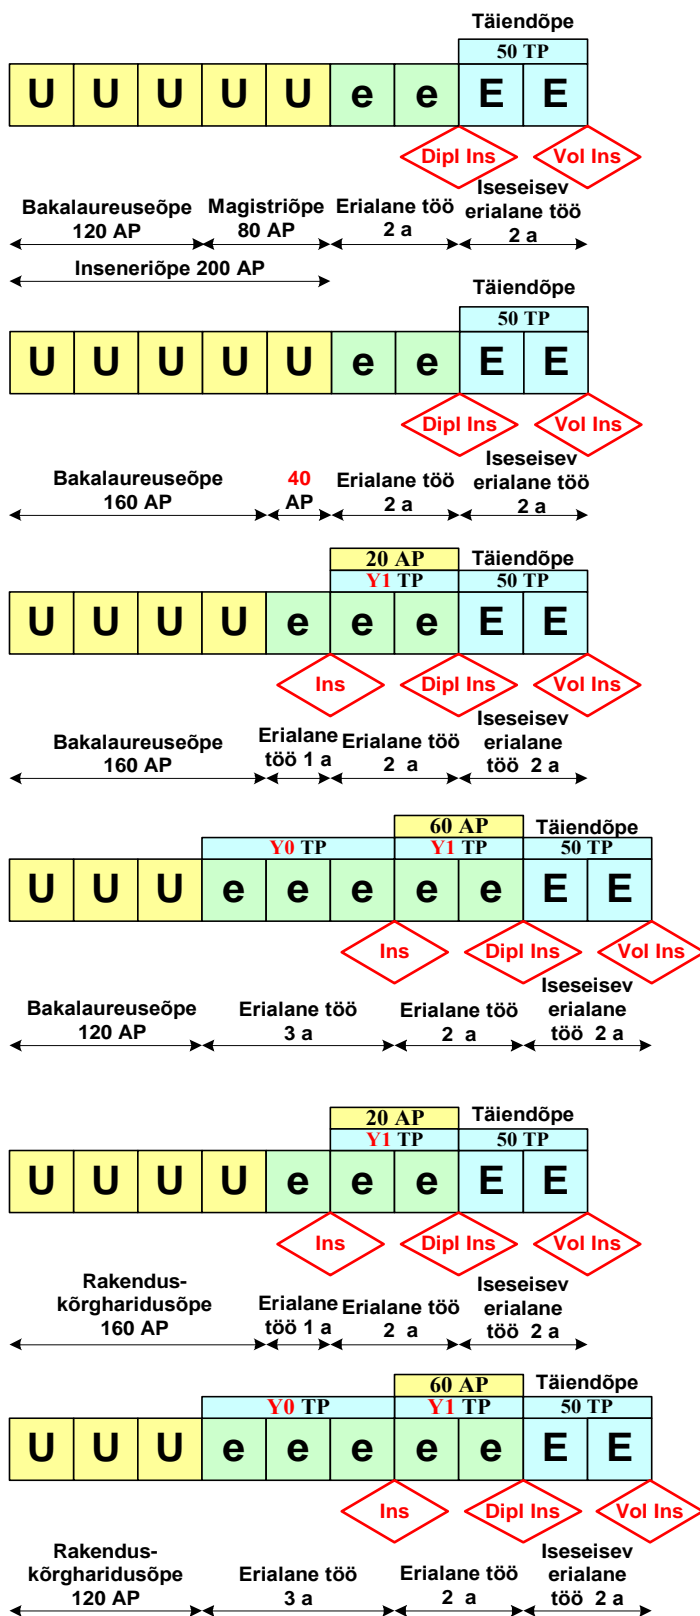 Täiendõpe
50 TP
U U U U U e e E E
Dipl Ins Vol Ins
Bakalaureuseõpe
120 AP
Magistriõpe
80 AP
Erialane töö
2 a
Iseseisev
erialane töö
2 a
Inseneriõpe 200 AP
Täiendõpe
50 TP
U U U U U e e E E
Dipl Ins Vol Ins
Bakalaureuseõpe
160 AP
40
AP
Erialane töö
2 a
Iseseisev
erialane töö
2 a
20 AP Täiendõpe
Y1 TP 50 TP
U U U U e e e E E
Ins Dipl Ins Vol Ins
Bakalaureuseõpe
160 AP
Erialane
töö 1 a
Erialane töö
2 a
Iseseisev
erialane
töö 2 a
60 AP Täiendõpe
Y0 TP Y1 TP 50 TP
U U U e e e e e E E
Ins Dipl Ins Vol Ins
Bakalaureuseõpe
120 AP
Erialane töö
3 a
Erialane töö
2 a
Iseseisev
erialane
töö 2 a
20 AP Täiendõpe
Y1 TP 50 TP
U U U U e e e E E
Ins Dipl Ins Vol Ins
Rakendus-
kõrgharidusõpe
160 AP
Erialane
töö 1 a
Erialane töö
2 a
Iseseisev
erialane
töö 2 a
60 AP Täiendõpe
Y0 TP Y1 TP 50 TP
U U U e e e e e E E
Ins Dipl Ins Vol Ins
Rakendus-
kõrgharidusõpe
120 AP
Erialane töö
3 a
Erialane töö
2 a
Iseseisev
erialane
töö 2 a